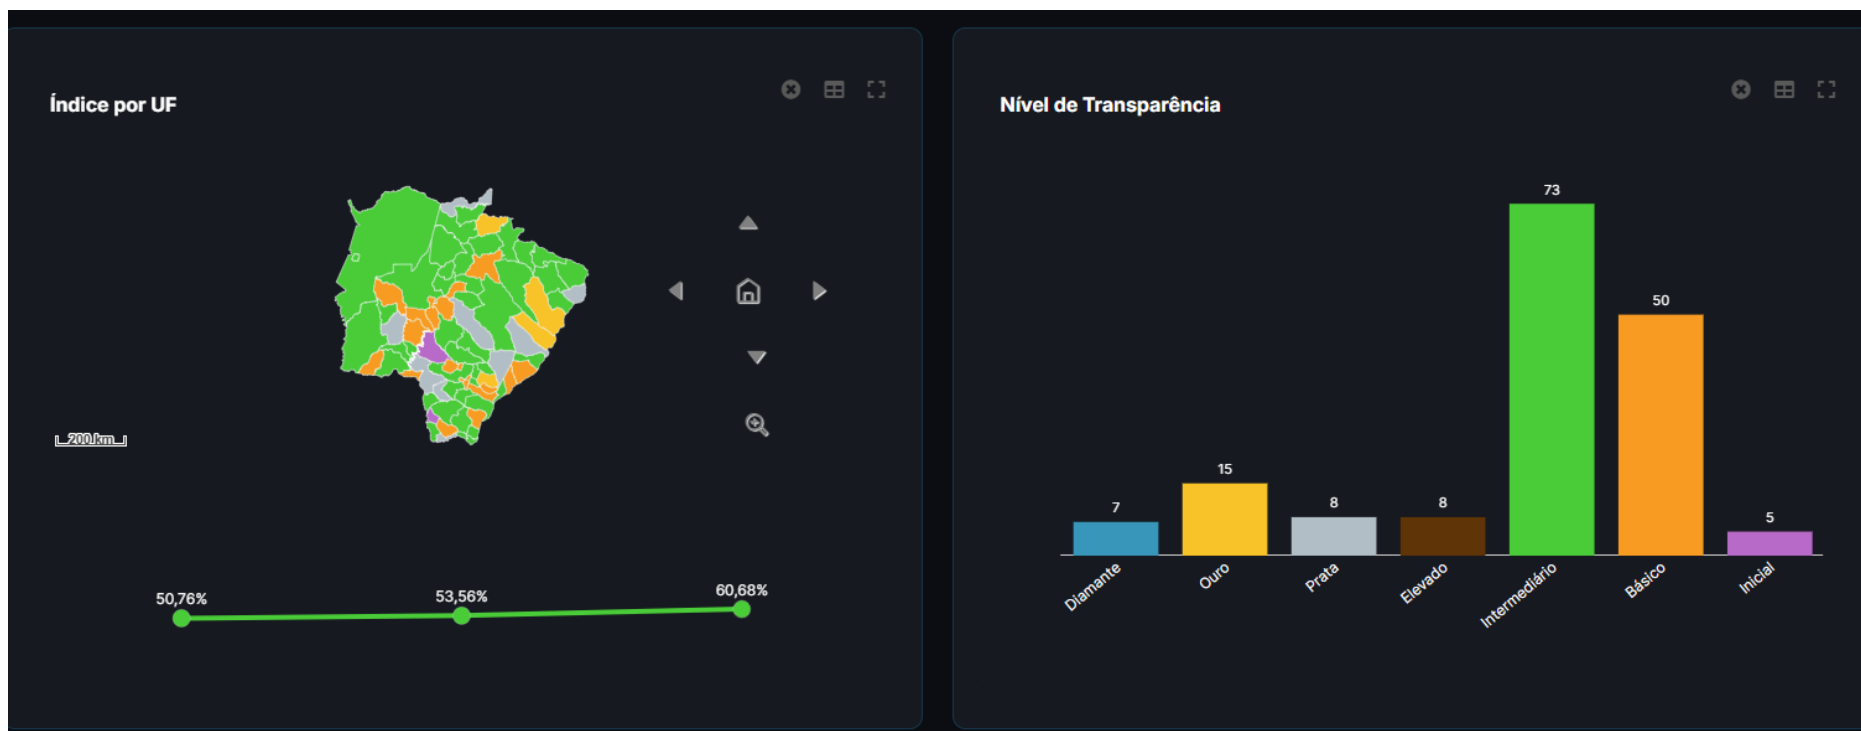 Índice por UF
200 km
50,76%
53,56%
60,68%
Nível de Transparência
7
15
8
8
73
50
5
Diamante
Ouro
Prata
Elevado
Intermediário
Básico
Inicial